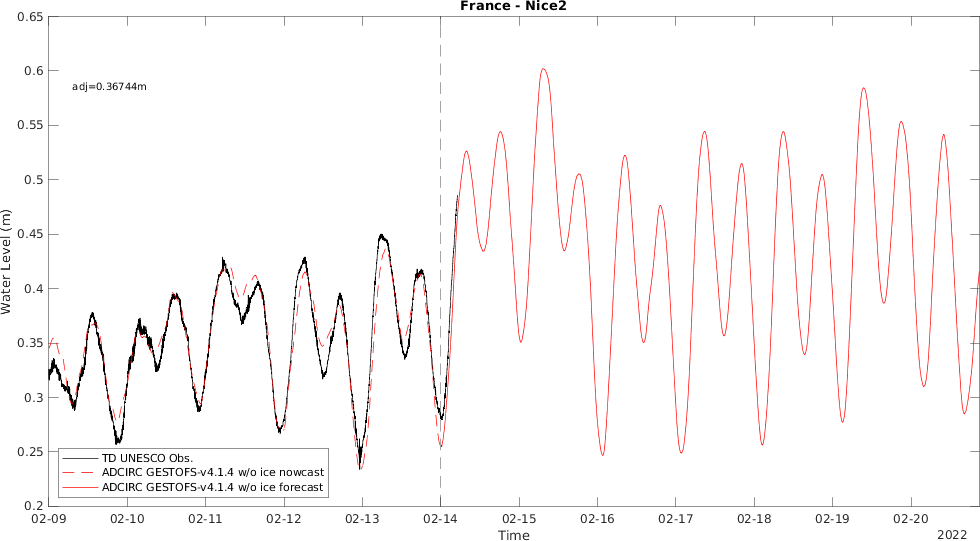 France - Nice2
0.65
0.6
0.55
0.5
0.45
0.4
0.35
0.3
0.25
0.2
Water Level (m)
adj=0.36744m
TD UNESCO Obs.
ADCIRC GESTOFS-v4.1.4 w/o ice nowcast
ADCIRC GESTOFS-v4.1.4 w/o ice forecast
02-09 02-10 02-11 02-12 02-13 02-14 02-15 02-16 02-17 02-18 02-19 02-20
Time
2022